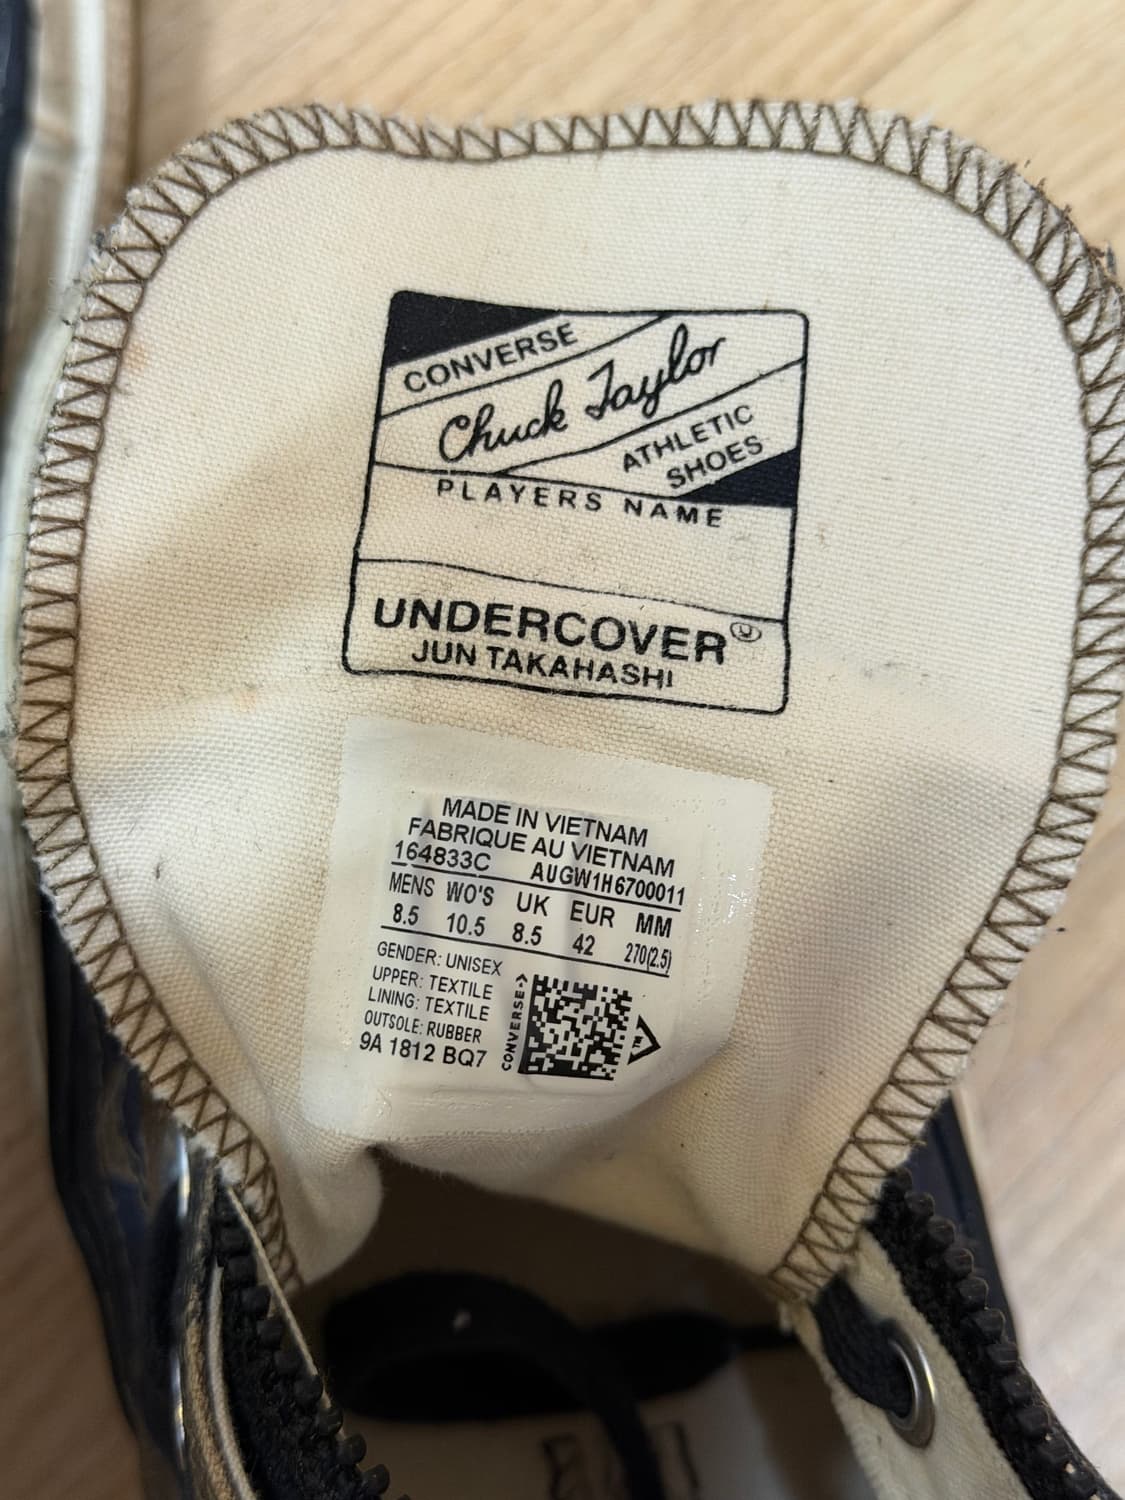 CONVERSE
Chuck Taylor
ATHLETIC
SHOES
PLAYERS NAME
UNDERCOVER
JUN TAKAHASHI
MADE IN VIETNAM
FABRIQUE AU VIETNAM
164833C AUGW1H6700011
MENS WO'S UK EUR MM
8.5 10.5 8.5 42 270(2.5)
GENDER: UNISEX
UPPER: TEXTILE
LINING: TEXTILE
OUTSOLE: RUBBER
9A 1812 BQ7
CONVERSE